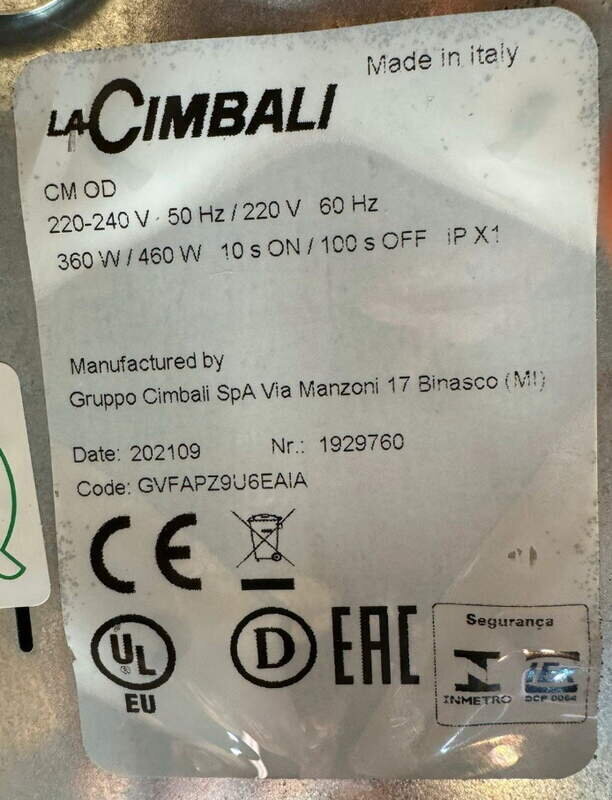 Made in italy
LACIMBALI
CM OD
220-240 V - 50 Hz / 220 V 60 Hz
360 W / 460 W 10 s ON / 100 s OFF iP X1
Manufactured by
Gruppo Cimbali SpA Via Manzoni 17 Binasco (MI)
Date: 202109 Nr.: 1929760
Code: GVFAPZ9U6EAIA
CE
UL
EU
D
EAC
Segurança
INMETRO
OCP 0064